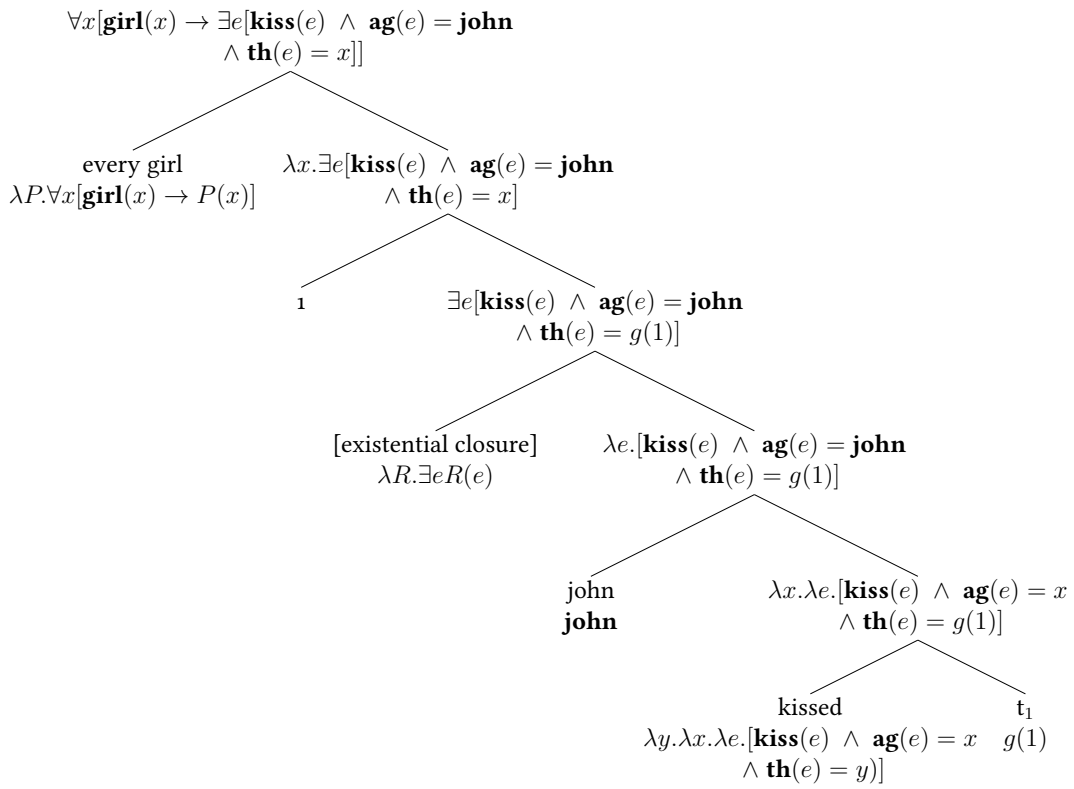 ∀x[girl(x) → ∃e[kiss(e) ∧ ag(e) = john
∧ th(e) = x]]
every girl
λP.∀x[girl(x) → P(x)]
λx.∃e[kiss(e) ∧ ag(e) = john
∧ th(e) = x]
1
∃e[kiss(e) ∧ ag(e) = john
∧ th(e) = g(1)]
[existential closure]
λR.∃eR(e)
λe.[kiss(e) ∧ ag(e) = john
∧ th(e) = g(1)]
john
john
λx.λe.[kiss(e) ∧ ag(e) = x
∧ th(e) = g(1)]
kissed
λy.λx.λe.[kiss(e) ∧ ag(e) = x
∧ th(e) = y)]
t₁
g(1)